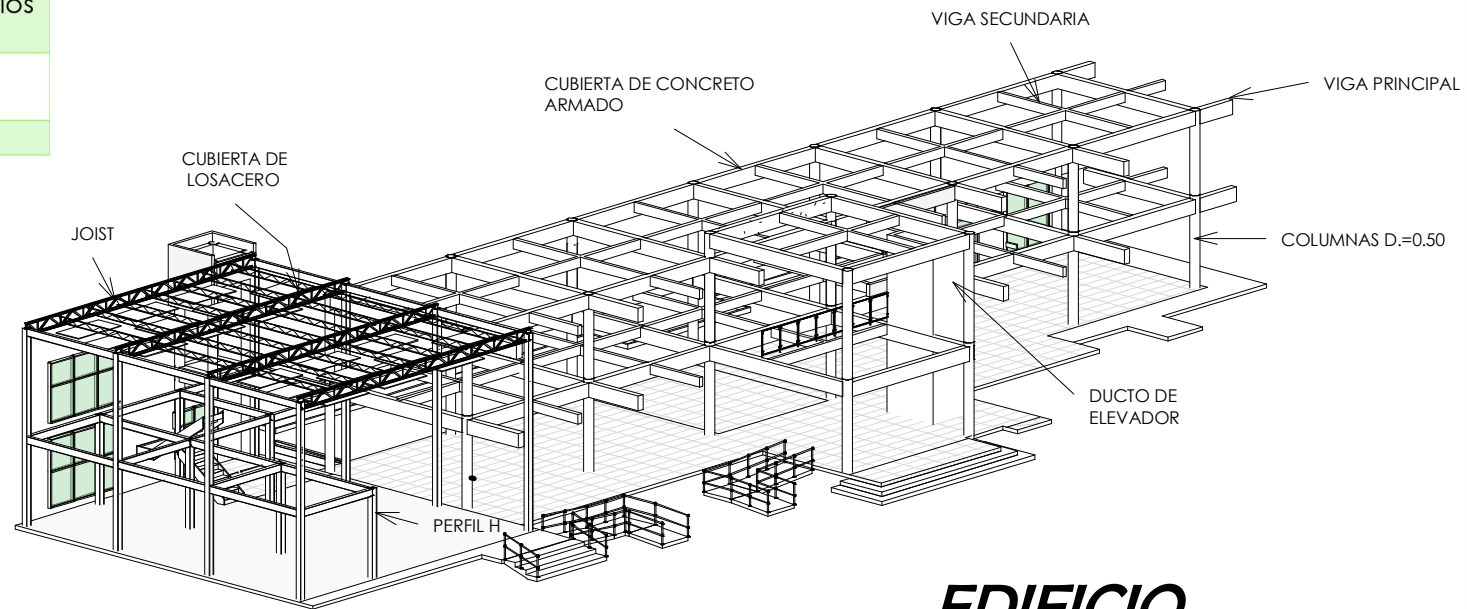 VIGA SECUNDARIA
CUBIERTA DE CONCRETO
ARMADO
VIGA PRINCIPAL
CUBIERTA DE
LOSACERO
JOIST
COLUMNAS D.=0.50
DUCTO DE
ELEVADOR
PERFIL H
EDIFICIO